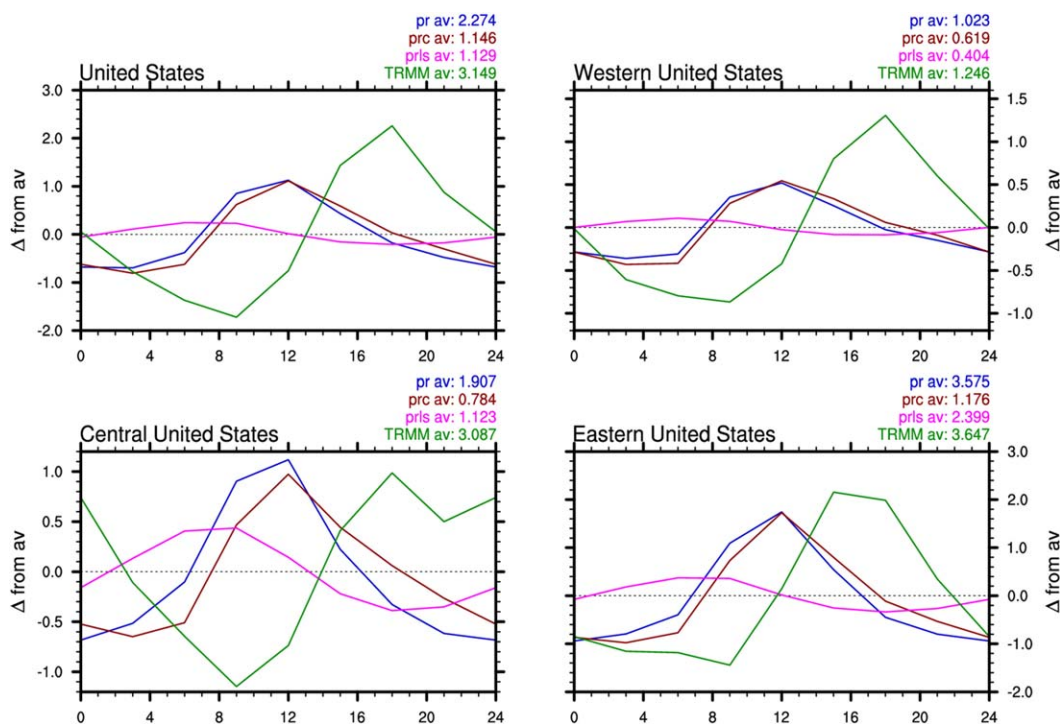 pr av: 2.274
prc av: 1.146
prls av: 1.129
United States
TRMM av: 3.149
3.0
2.0
1.0
0.0
-1.0
-2.0
Δ from av
0 4 8 12 16 20 24
pr av: 1.023
prc av: 0.619
prls av: 0.404
Western United States
TRMM av: 1.246
1.5
1.0
0.5
0.0
-0.5
-1.0
Δ from av
0 4 8 12 16 20 24
pr av: 1.907
prc av: 0.784
prls av: 1.123
Central United States
TRMM av: 3.087
1.0
0.5
0.0
-0.5
-1.0
Δ from av
0 4 8 12 16 20 24
pr av: 3.575
prc av: 1.176
prls av: 2.399
Eastern United States
TRMM av: 3.647
3.0
2.0
1.0
0.0
-1.0
-2.0
Δ from av
0 4 8 12 16 20 24